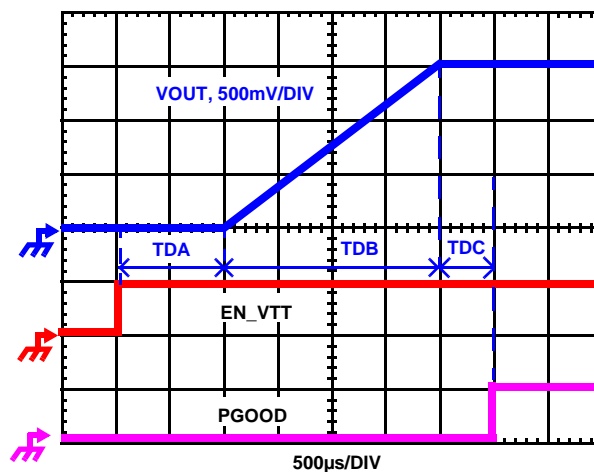 VOUT, 500mV/DIV
TDA
TDB
TDC
EN_VTT
PGOOD
500µs/DIV